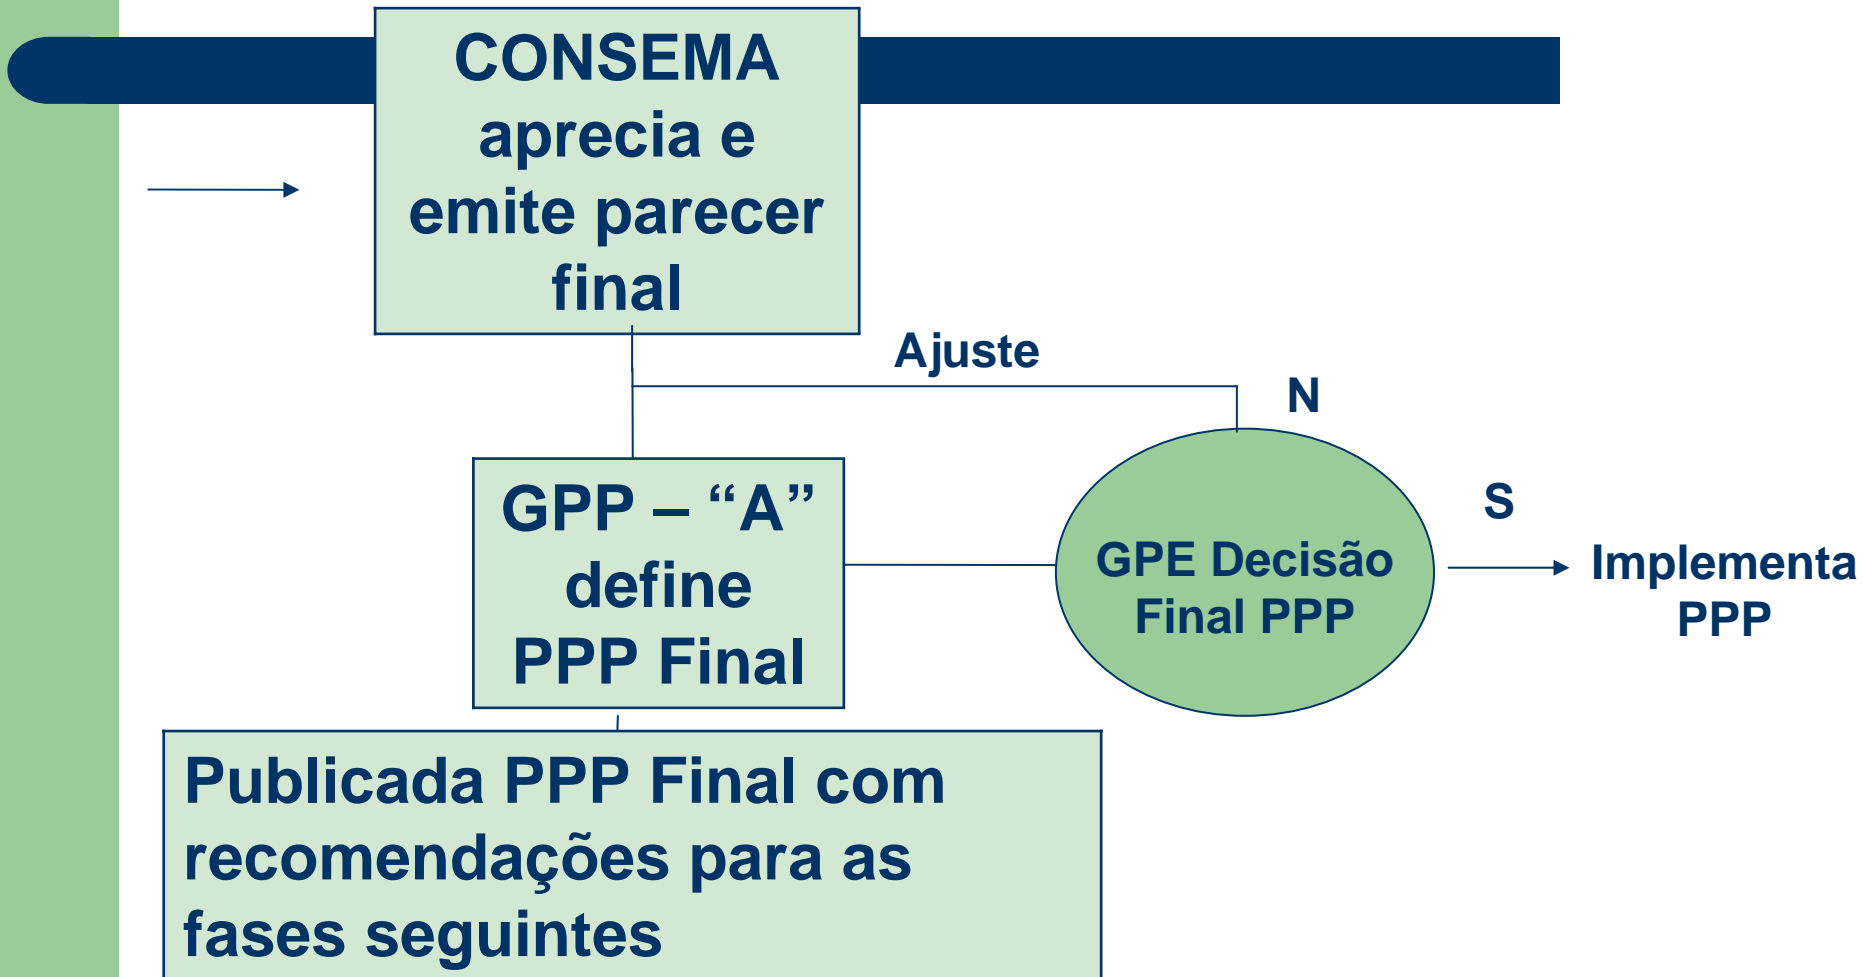 CONSEMA
aprecia e
emite parecer
final
Ajuste
N
GPP – “A”
define
PPP Final
GPE Decisão
Final PPP
S
Implementa
PPP
Publicada PPP Final com
recomendações para as
fases seguintes